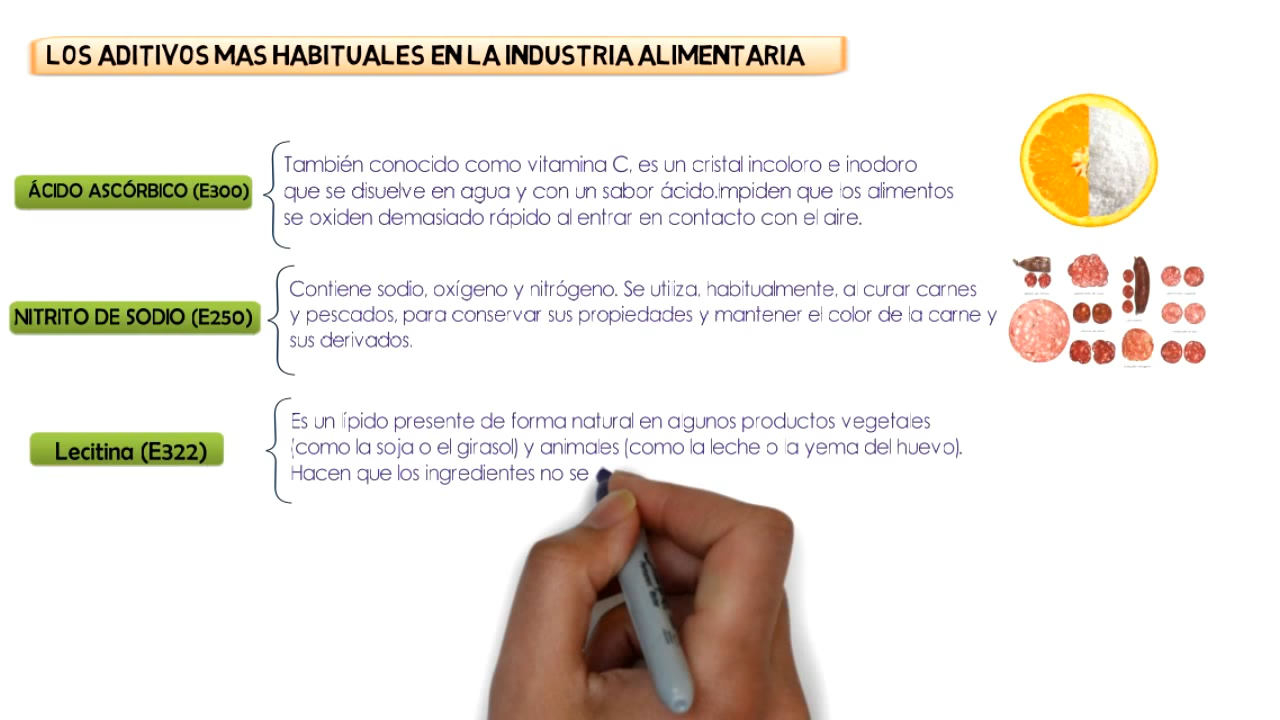 LOS ADITIVOS MAS HABITUALES EN LA INDUSTRIA ALIMENTARIA
ÁCIDO ASCÓRBICO (E300)
También conocido como vitamina C, es un cristal incoloro e inodoro
que se disuelve en agua y con un sabor ácido.Impiden que los alimentos
se oxiden demasiado rápido al entrar en contacto con el aire.
NITRITO DE SODIO (E250)
Contiene sodio, oxígeno y nitrógeno. Se utiliza, habitualmente, al curar carnes
y pescados, para conservar sus propiedades y mantener el color de la carne y
sus derivados.
Lecitina (E322)
Es un lípido presente de forma natural en algunos productos vegetales
(como la soja o el girasol) y animales (como la leche o la yema del huevo).
Hacen que los ingredientes no se